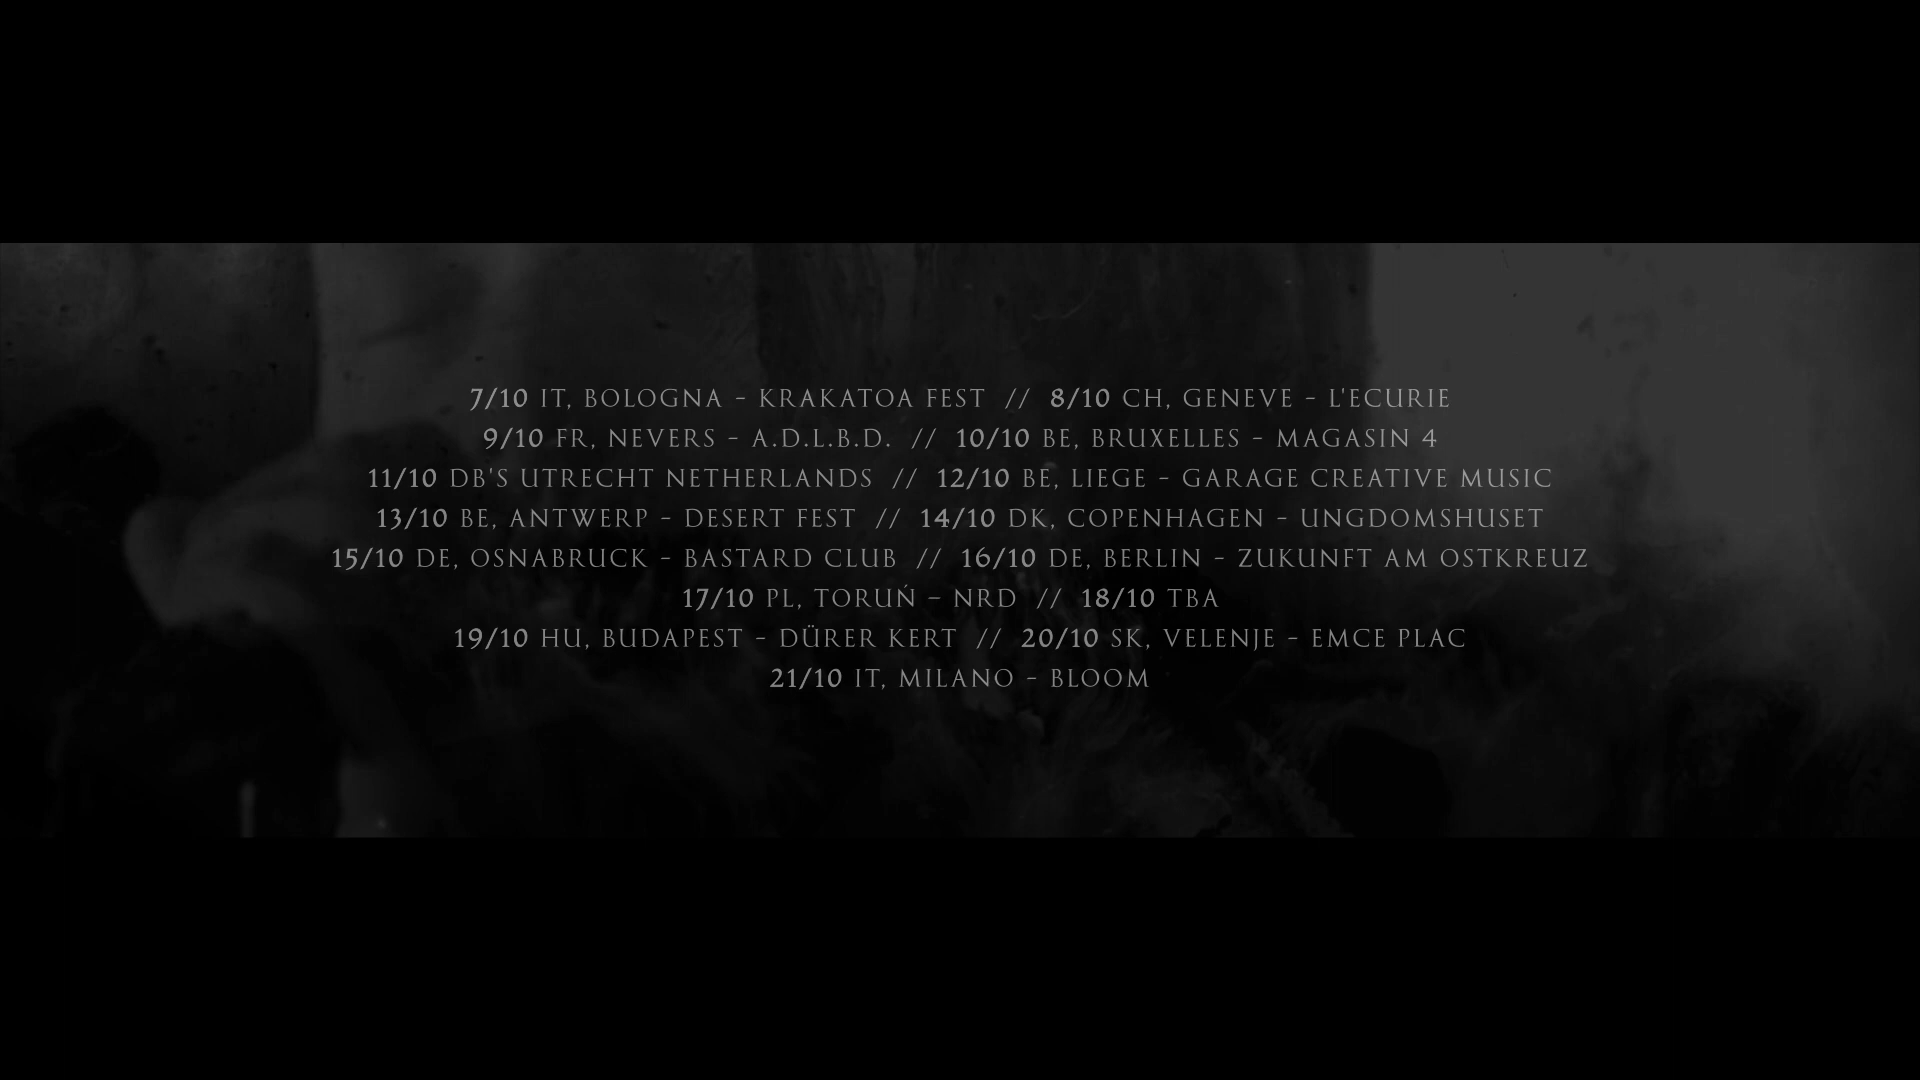 7/10 IT, BOLOGNA - KRAKATOA FEST // 8/10 CH, GENEVE - L'ECURIE
9/10 FR, NEVERS - A.D.L.B.D. // 10/10 BE, BRUXELLES - MAGASIN 4
11/10 DB'S UTRECHT NETHERLANDS // 12/10 BE, LIEGE - GARAGE CREATIVE MUSIC
13/10 BE, ANTWERP - DESERT FEST // 14/10 DK, COPENHAGEN - UNGDOMSHUSET
15/10 DE, OSNABRUCK - BASTARD CLUB // 16/10 DE, BERLIN - ZUKUNFT AM OSTKREUZ
17/10 PL, TORUŃ – NRD // 18/10 TBA
19/10 HU, BUDAPEST - DÜRER KERT // 20/10 SK, VELENJE - EMCE PLAC
21/10 IT, MILANO - BLOOM